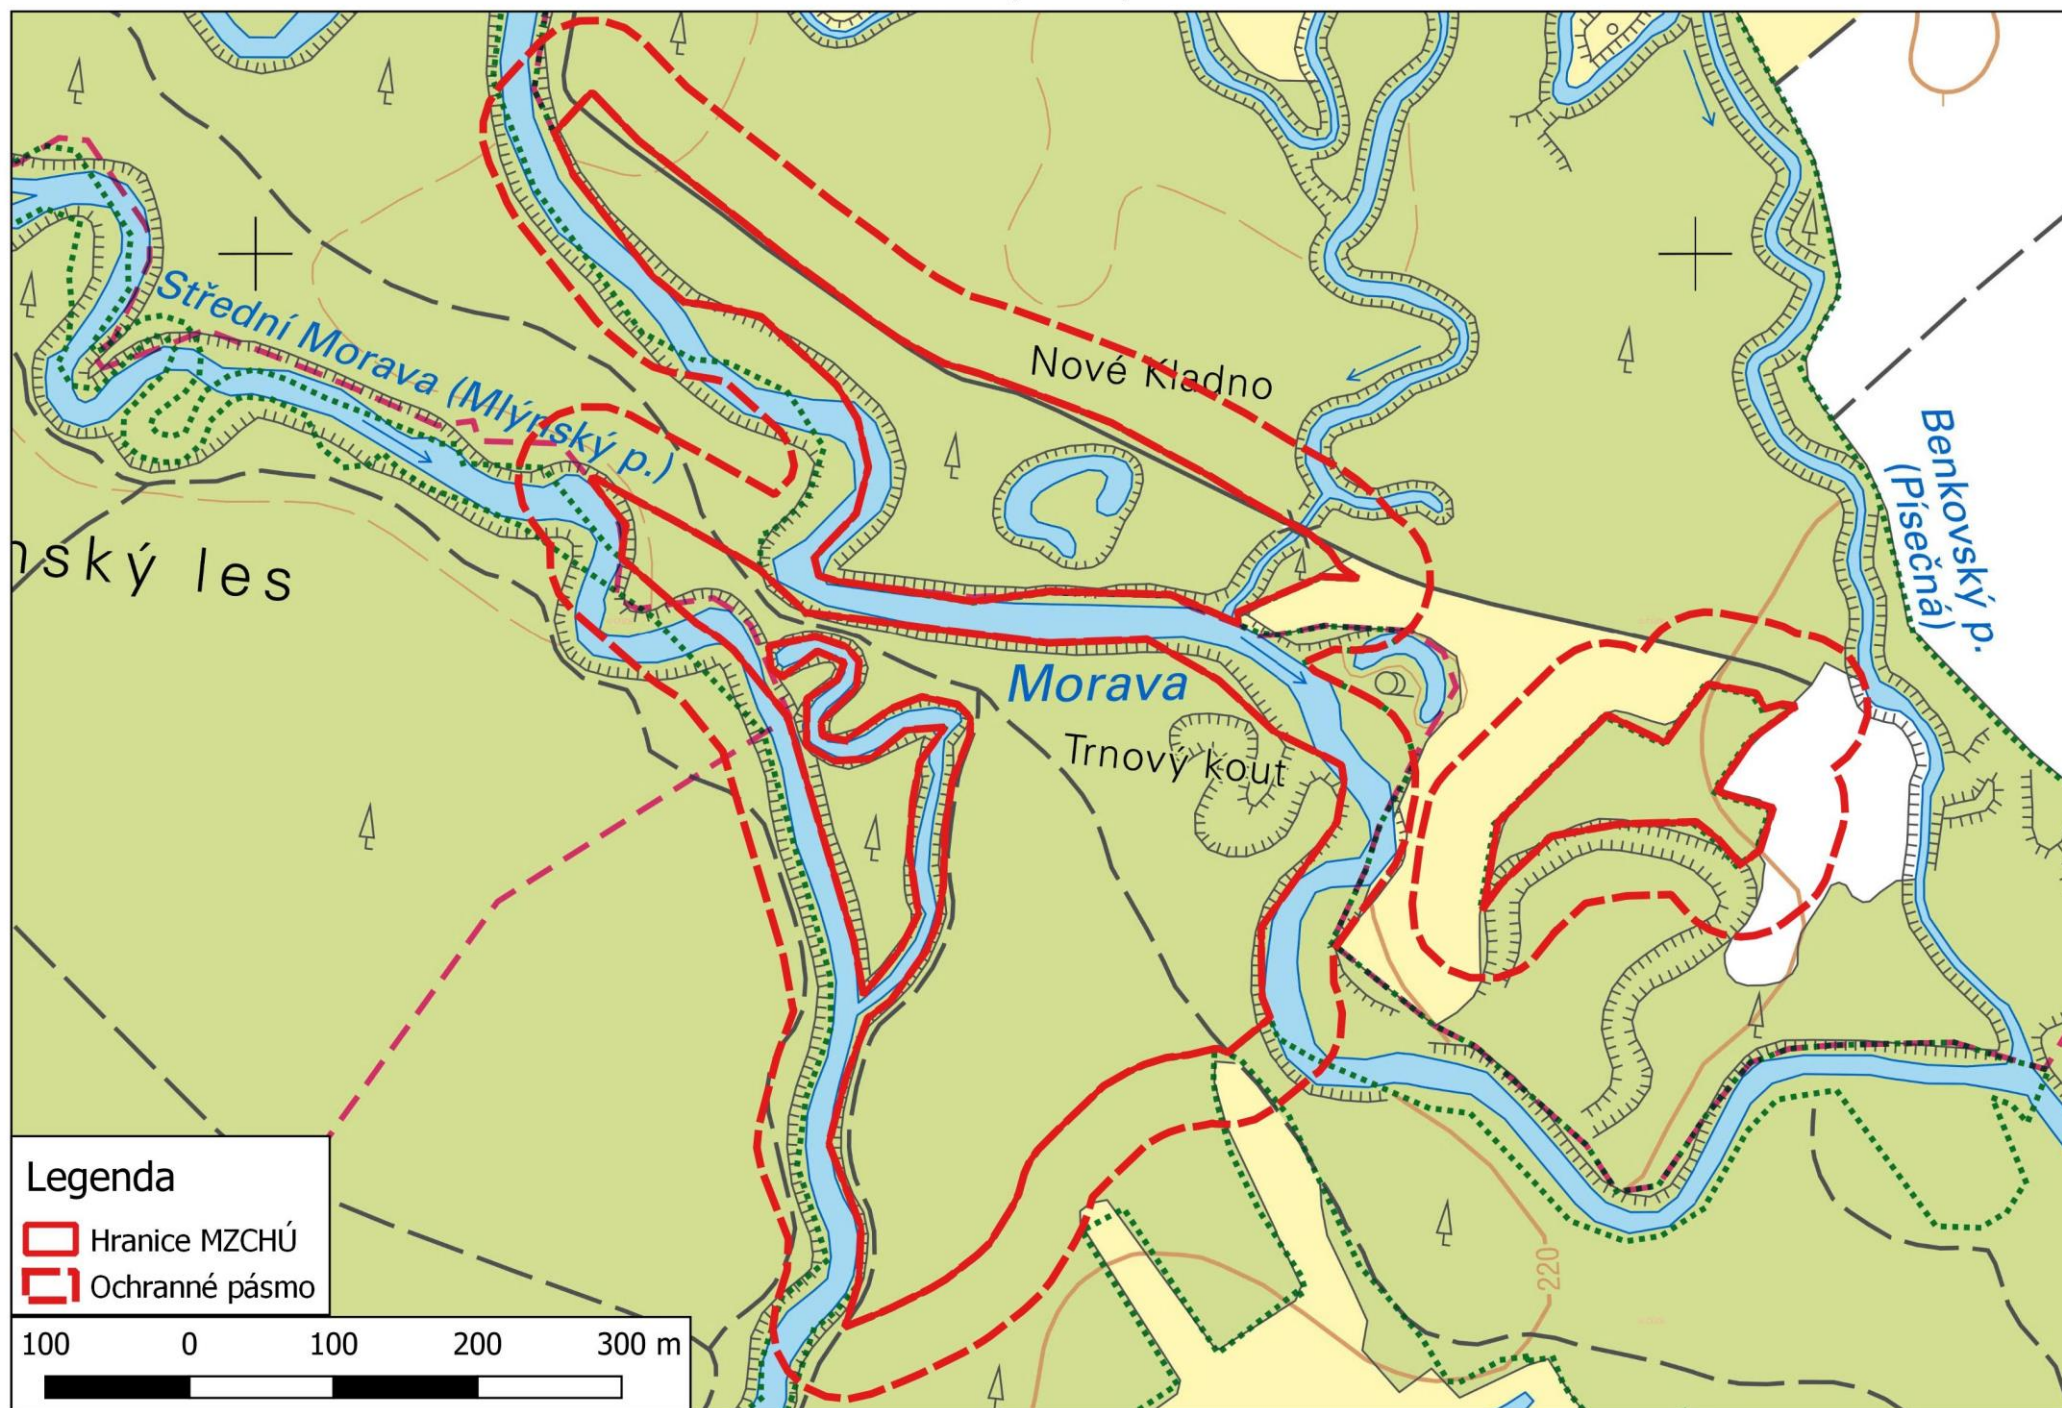 Střední Morava (Mlýnský p.)
Nové Kladno
Benkovský p.
(Písečná)
nský les
Morava
Trnový kout
220
Legenda
Hranice MZCHÚ
Ochranné pásmo
100 0 100 200 300 m